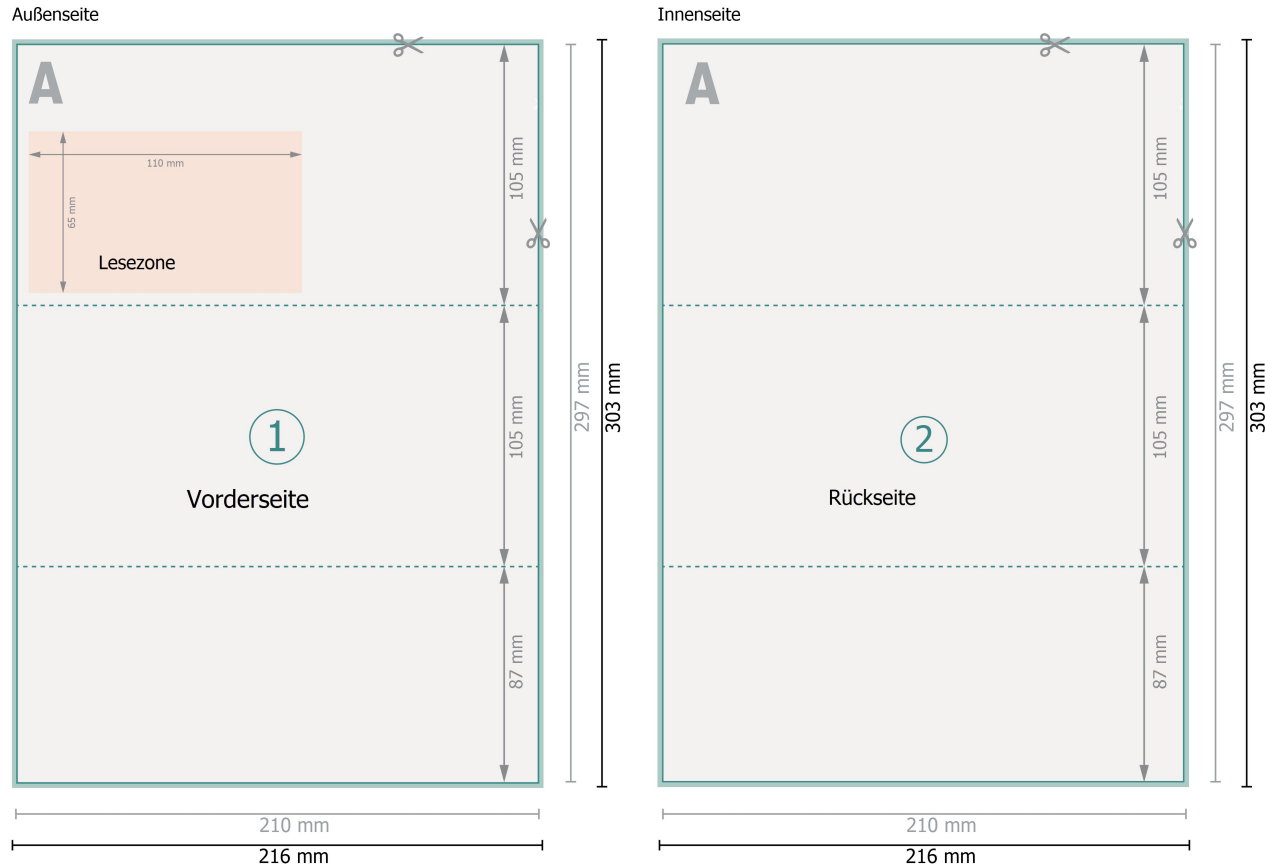 Außenseite
A
110 mm
65 mm
Lesezone
105 mm
1
Vorderseite
105 mm
87 mm
297 mm
303 mm
210 mm
216 mm
Innenseite
A
105 mm
2
Rückseite
105 mm
87 mm
297 mm
303 mm
210 mm
216 mm